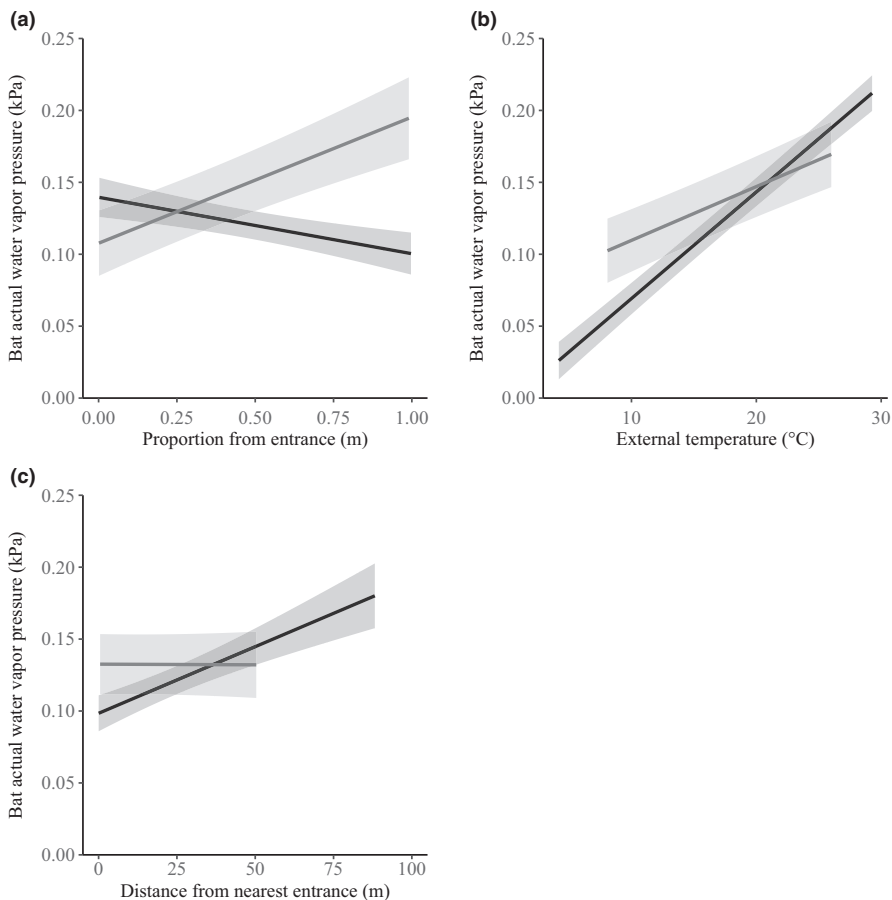 (a)
Bat actual water vapor pressure (kPa)
0.25
0.20
0.15
0.10
0.05
0.00
0.00 0.25 0.50 0.75 1.00
Proportion from entrance (m)
(b)
Bat actual water vapor pressure (kPa)
0.25
0.20
0.15
0.10
0.05
0.00
10 20 30
External temperature (°C)
(c)
Bat actual water vapor pressure (kPa)
0.25
0.20
0.15
0.10
0.05
0.00
0 25 50 75 100
Distance from nearest entrance (m)